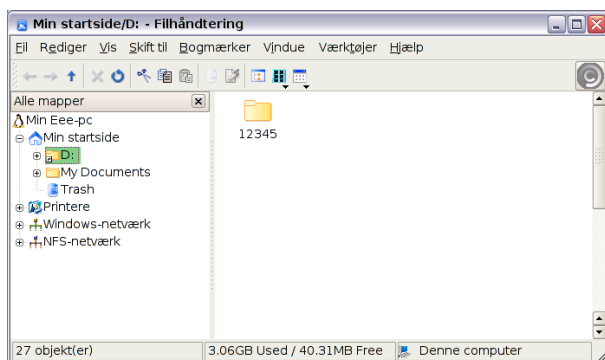 Min startside/D: - Filhåndtering
Fil Rediger Vis Skift til Bogmærker Vindue Værktøjer Hjælp
Alle mapper
Min Eee-pc
Min startside
D:
My Documents
Trash
Printere
Windows-netværk
NFS-netværk
12345
27 objekt(er) 3.06GB Used / 40.31MB Free Denne computer